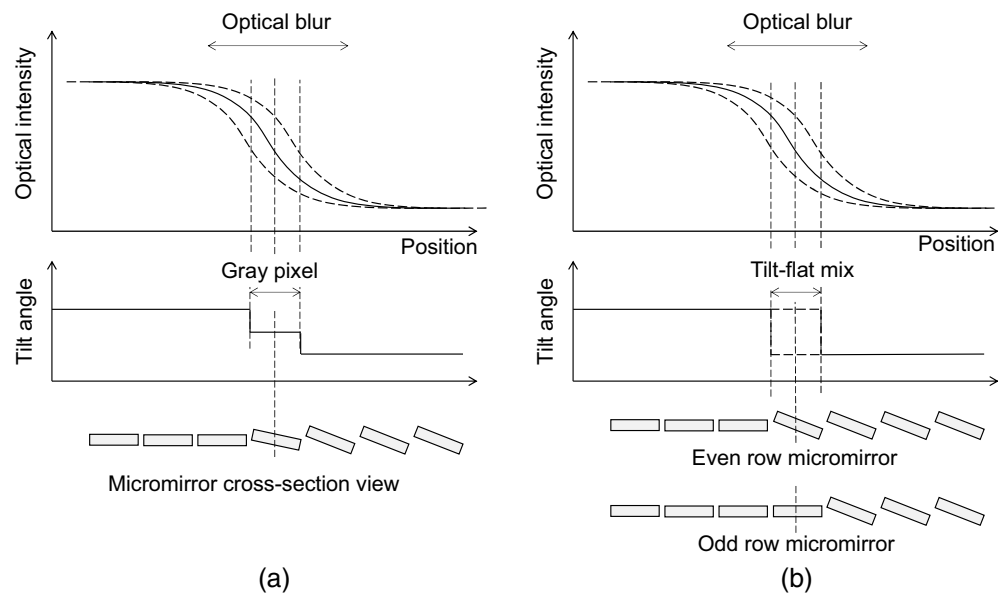 Optical blur
Optical intensity
Position
Gray pixel
Tilt angle
Micromirror cross-section view
(a)
Optical blur
Optical intensity
Position
Tilt-flat mix
Tilt angle
Even row micromirror
Odd row micromirror
(b)